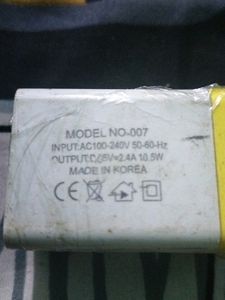 MODEL NO-007
INPUT:AC100-240V 50-60-Hz
OUTPUT:DC5V=2.4A 10.5W
MADE IN KOREA
CE